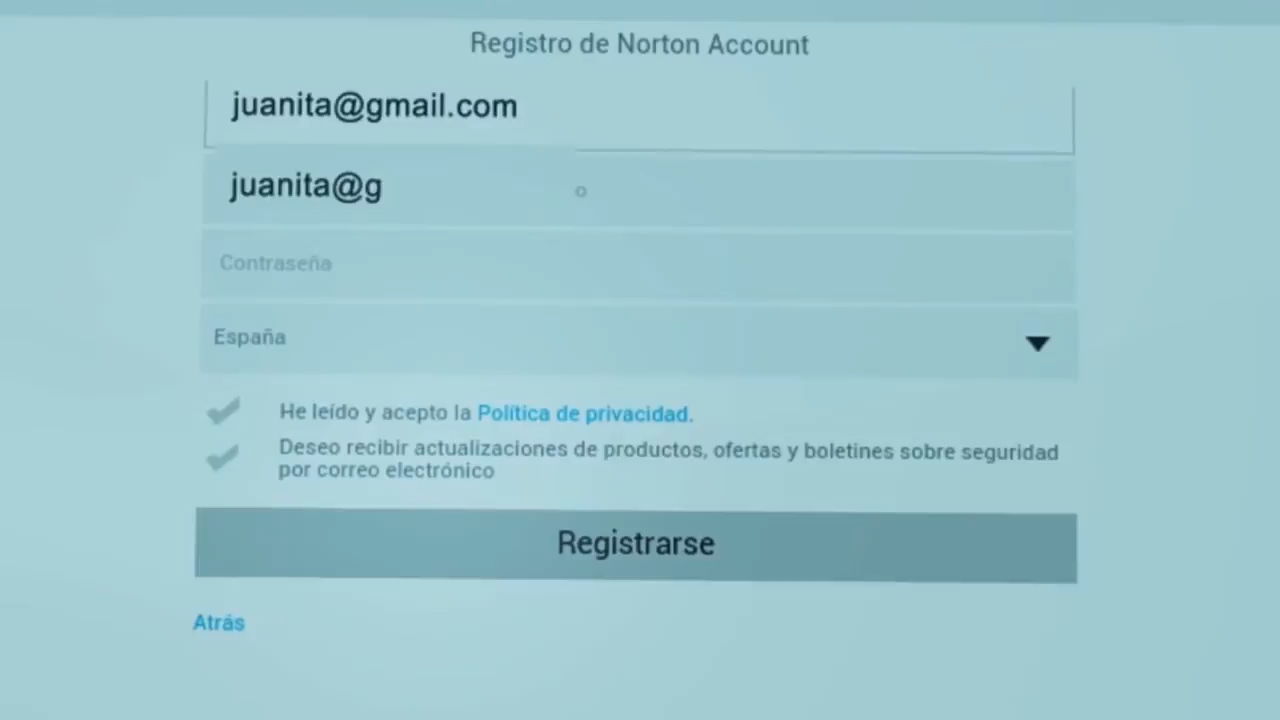 Registro de Norton Account
juanita@gmail.com
juanita@g
Contraseña
España
He leído y acepto la Política de privacidad.
Deseo recibir actualizaciones de productos, ofertas y boletines sobre seguridad
por correo electrónico
Registrarse
Atrás